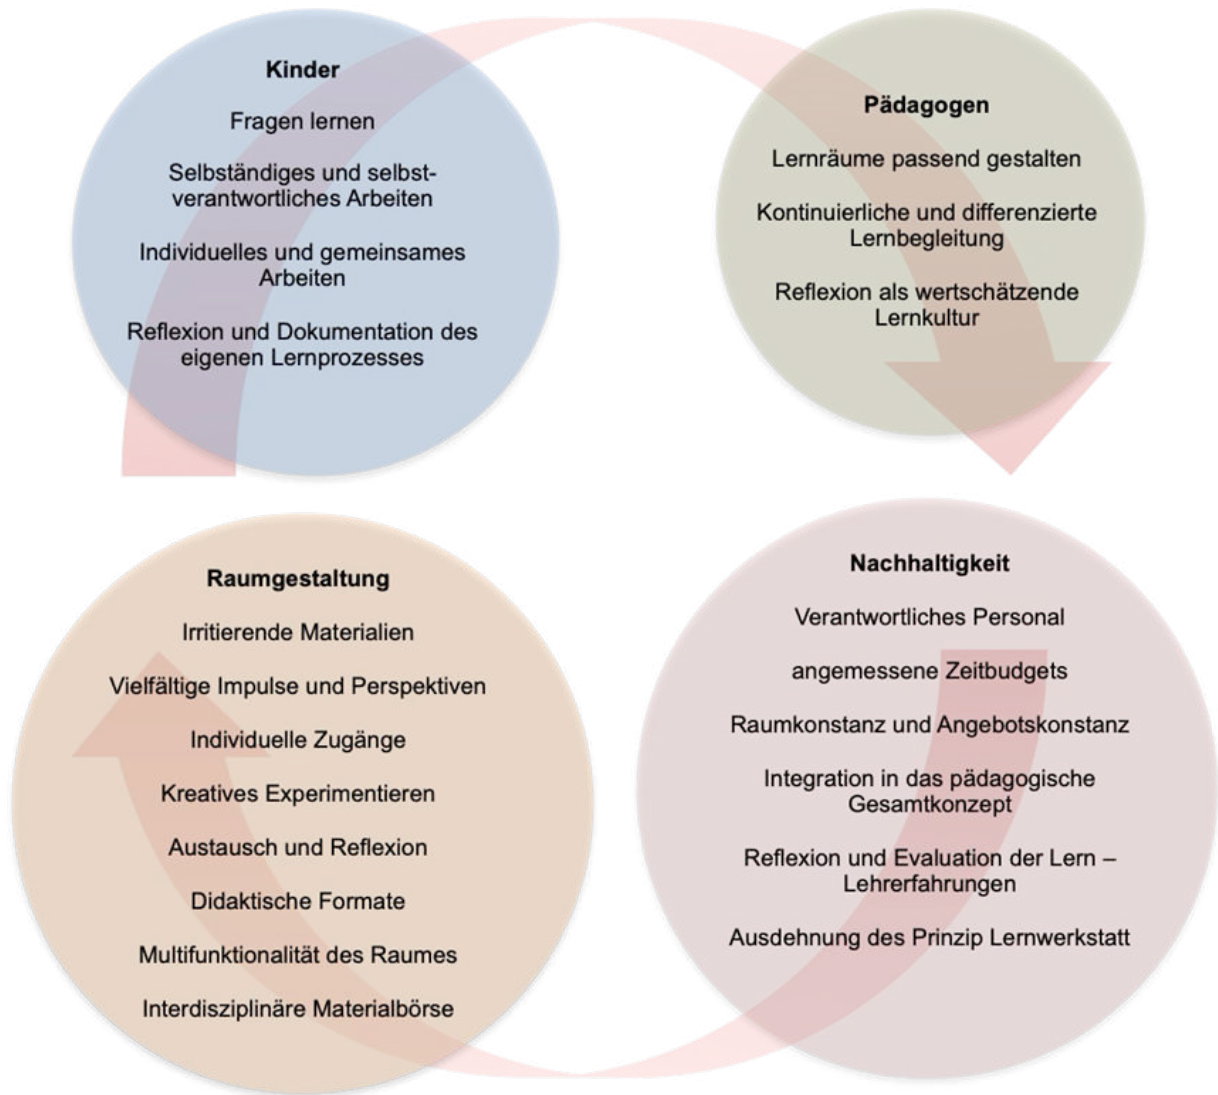 Kinder
Fragen lernen
Selbständiges und selbst-
verantwortliches Arbeiten
Individuelles und gemeinsames
Arbeiten
Reflexion und Dokumentation des
eigenen Lernprozesses
Pädagogen
Lernräume passend gestalten
Kontinuierliche und differenzierte
Lernbegleitung
Reflexion als wertschätzende
Lernkultur
Raumgestaltung
Irritierende Materialien
Vielfältige Impulse und Perspektiven
Individuelle Zugänge
Kreatives Experimentieren
Austausch und Reflexion
Didaktische Formate
Multifunktionalität des Raumes
Interdisziplinäre Materialbörse
Nachhaltigkeit
Verantwortliches Personal
angemessene Zeitbudgets
Raumkonstanz und Angebotskonstanz
Integration in das pädagogische
Gesamtkonzept
Reflexion und Evaluation der Lern –
Lehrerfahrungen
Ausdehnung des Prinzip Lernwerkstatt